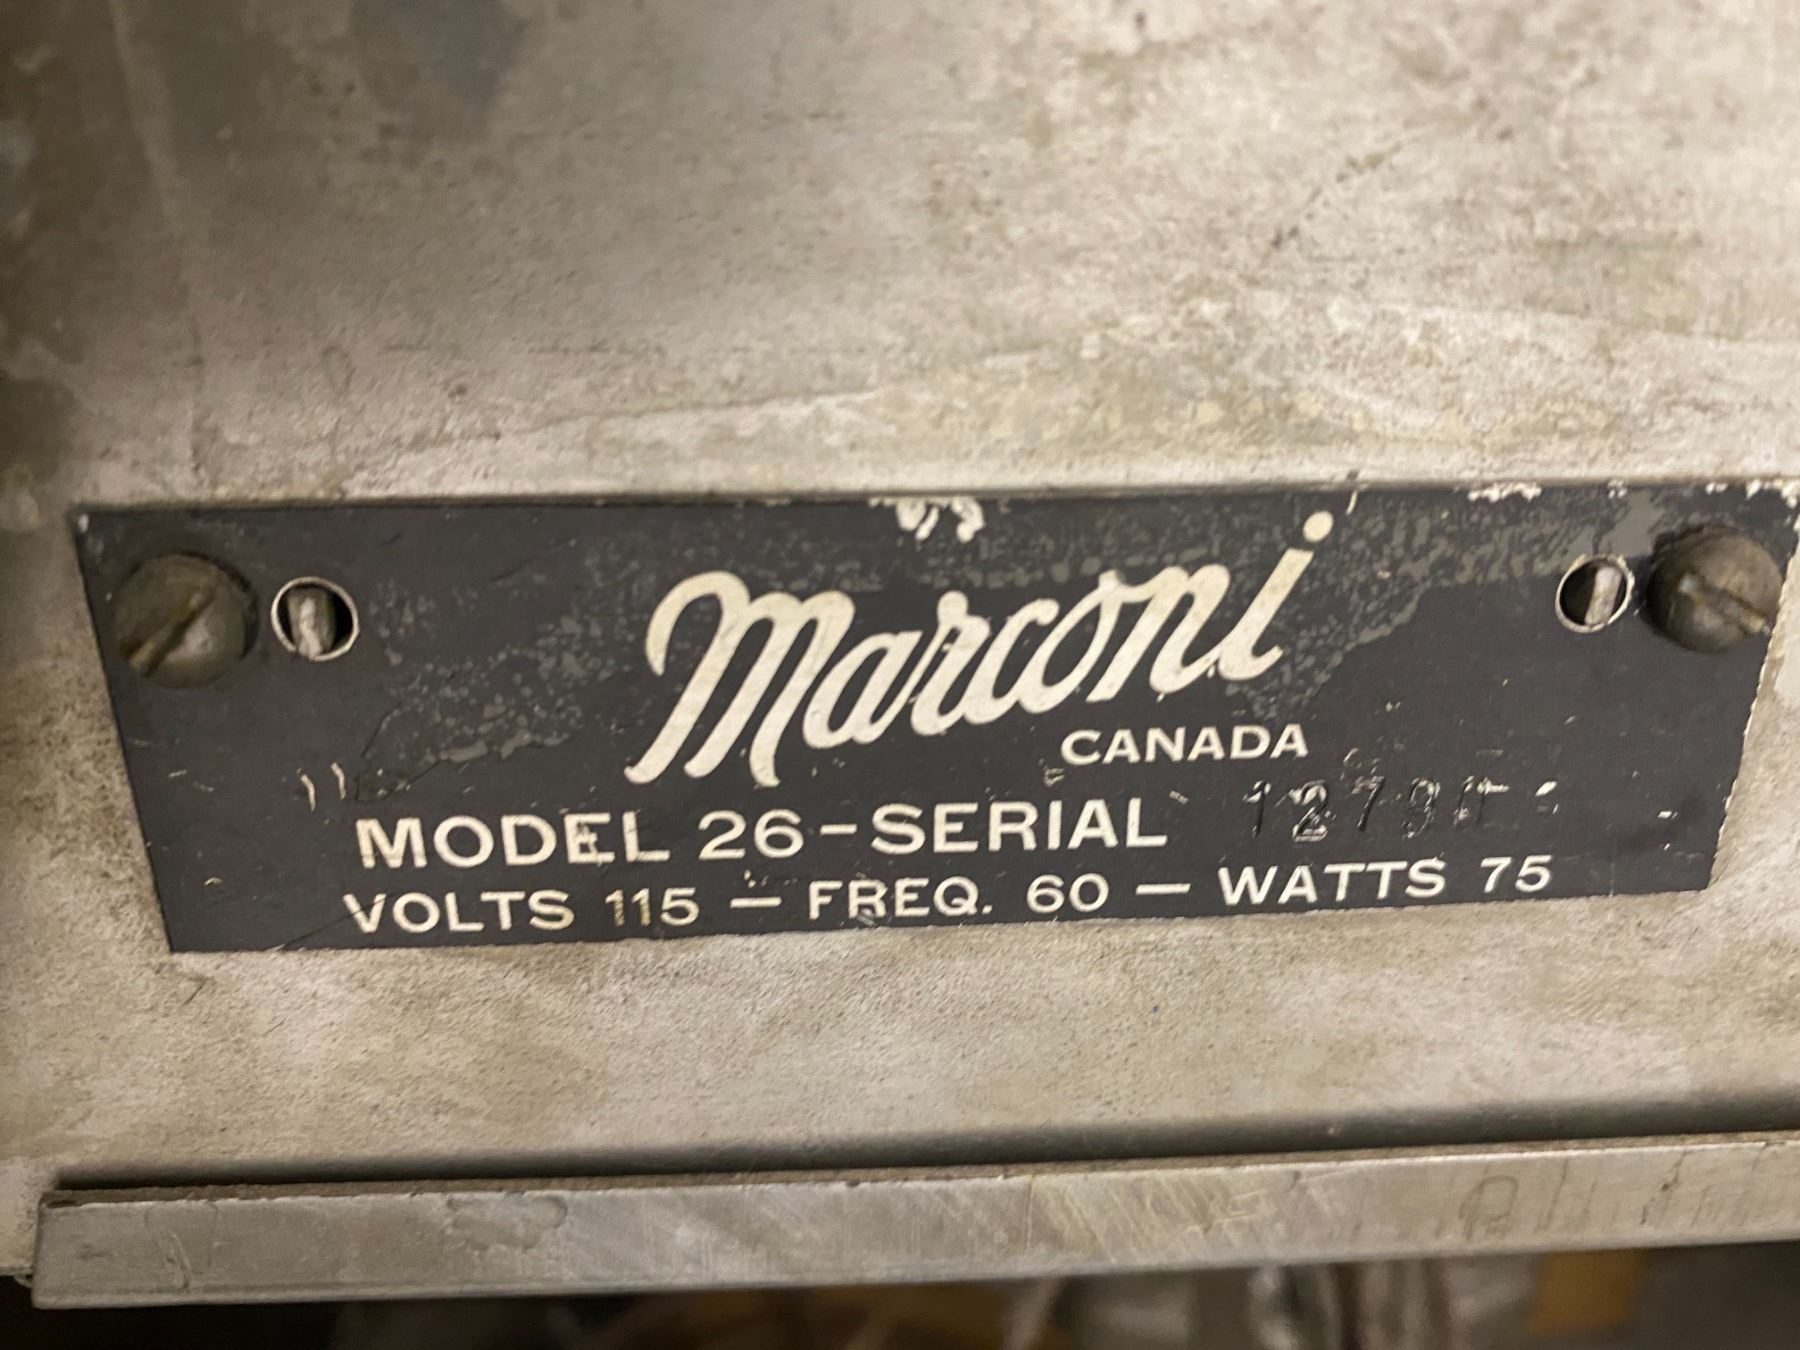 Marconi
CANADA
MODEL 26-SERIAL
VOLTS 115 — FREQ. 60 — WATTS 75